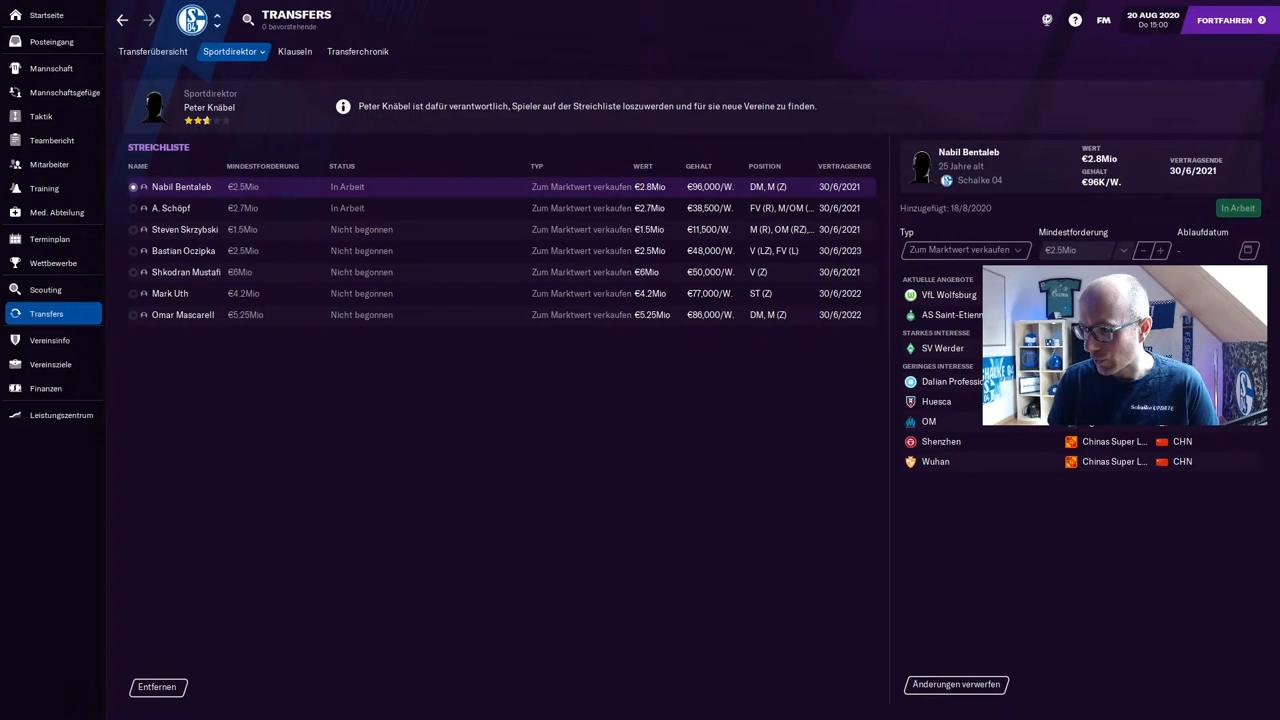 Startseite
Posteingang
Mannschaft
Mannschaftsgefüge
Taktik
Teambericht
Mitarbeiter
Training
Med. Abteilung
Terminplan
Wettbewerbe
Scouting
Transfers
Vereinsinfo
Vereinsziele
Finanzen
Leistungszentrum
TRANSFERS
0 bevorstehende
FM
20 AUG 2020
Do 15:00
FORTFAHREN
Transferübersicht Sportdirektor Klauseln Transferchronik
Sportdirektor
Peter Knäbel
Peter Knäbel ist dafür verantwortlich, Spieler auf der Streichliste loszuwerden und für sie neue Vereine zu finden.
STREICHLISTE
NAME MINDESTFORDERUNG STATUS TYP WERT GEHALT POSITION VERTRAGSENDE
Nabil Bentaleb €2.5Mio In Arbeit Zum Marktwert verkaufen €2.8Mio €96,000/W. DM, M (Z) 30/6/2021
A. Schöpf €2.7Mio In Arbeit Zum Marktwert verkaufen €2.7Mio €38,500/W. FV (R), M/OM (... 30/6/2021
Steven Skrzybski €1.5Mio Nicht begonnen Zum Marktwert verkaufen €1.5Mio €11,500/W. M (R), OM (RZ),... 30/6/2021
Bastian Oczipka €2.5Mio Nicht begonnen Zum Marktwert verkaufen €2.5Mio €48,000/W. V (LZ), FV (L) 30/6/2023
Shkodran Mustafi €6Mio Nicht begonnen Zum Marktwert verkaufen €6Mio €50,000/W. V (Z) 30/6/2021
Mark Uth €4.2Mio Nicht begonnen Zum Marktwert verkaufen €4.2Mio €77,000/W. ST (Z) 30/6/2022
Omar Mascarell €5.25Mio Nicht begonnen Zum Marktwert verkaufen €5.25Mio €86,000/W. DM, M (Z) 30/6/2022
Entfernen
Nabil Bentaleb
25 Jahre alt
Schalke 04
WERT
€2.8Mio
GEHALT
€96K/W.
VERTRAGSENDE
30/6/2021
Hinzugefügt: 18/8/2020 In Arbeit
Typ Mindestforderung Ablaufdatum
Zum Marktwert verkaufen €2.5Mio -
AKTUELLE ANGEBOTE
VfL Wolfsburg
AS Saint-Etienn
STARKES INTERESSE
SV Werder
GERINGES INTERESSE
Dalian Professio
Huesca
OM
Shenzhen Chinas Super L... CHN
Wuhan Chinas Super L... CHN
Änderungen verwerfen
Schalke UPDATE